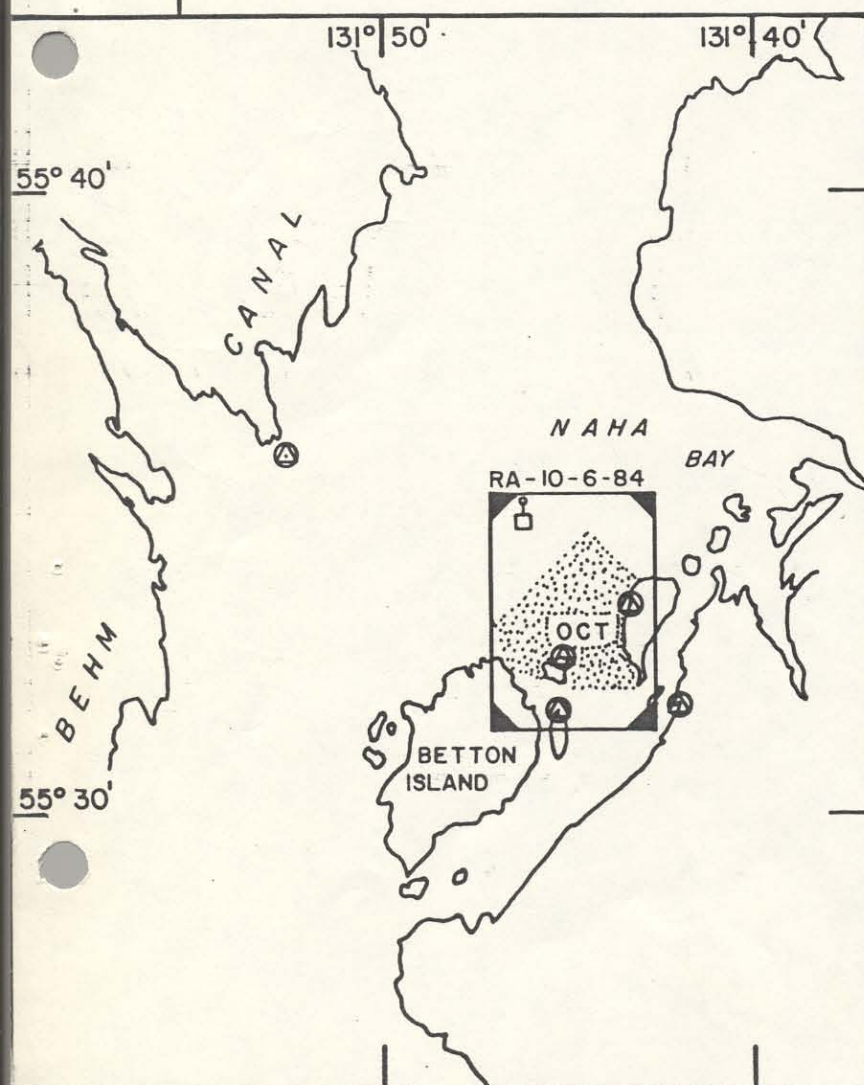 131° 50'
131° 40'
55° 40'
CANAL
NAHA
BAY
RA-10-6-84
OCT
BEHM
BETTON
ISLAND
55° 30'